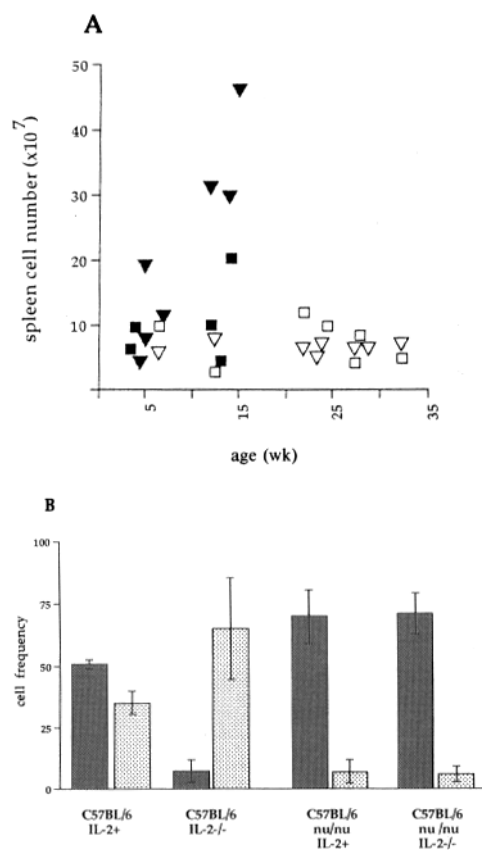 A
50
40
30
20
10
spleen cell number (x10^7)
5 15 25 35
age (wk)
B
100
75
50
25
0
cell frequency
C57BL/6 C57BL/6 C57BL/6 C57BL/6
IL-2+ IL-2-/- nu/nu nu /nu
IL-2+ IL-2-/-